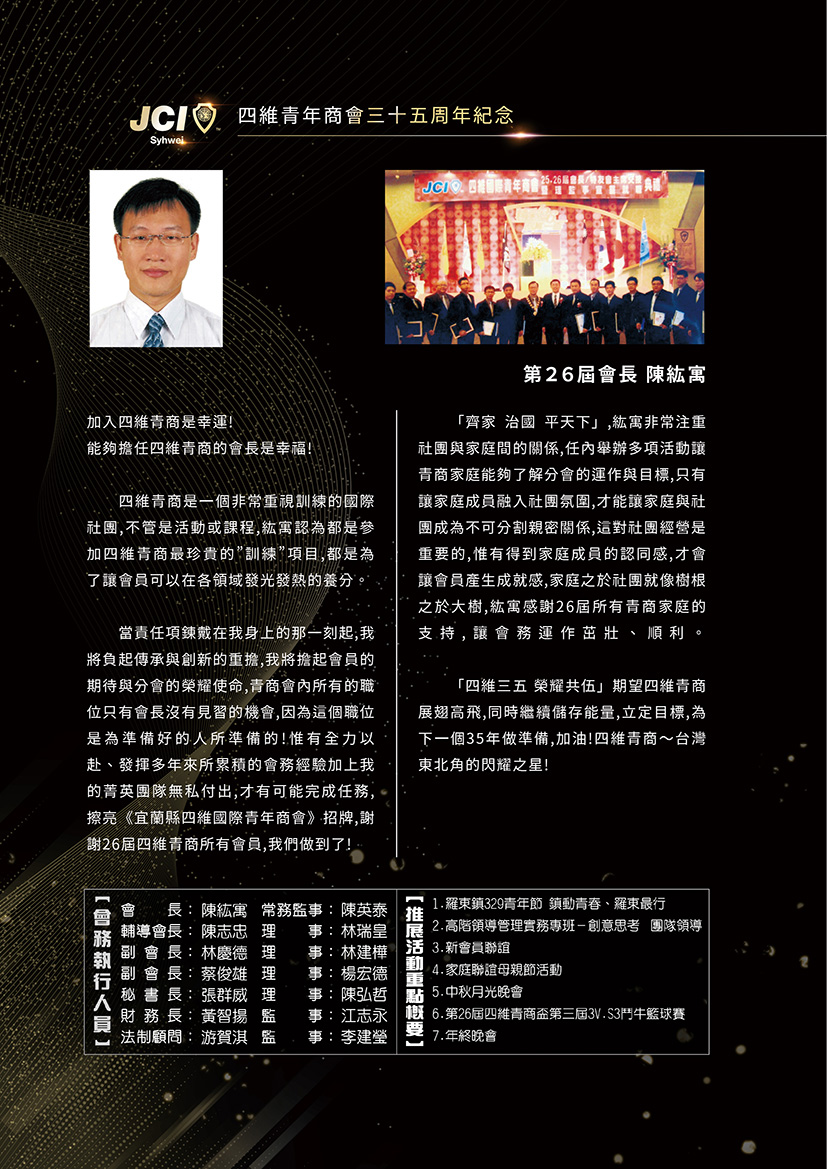 JCI
Syhwei
四維青年商會三十五周年紀念
JCI 四維國際青年商會 25、26屆會長/特友會主席交接 典禮
第26屆會長 陳紘寓
加入四維青商是幸運!
能夠擔任四維青商的會長是幸福!
四維青商是一個非常重視訓練的國際
社團,不管是活動或課程,紘寓認為都是參
加四維青商最珍貴的”訓練”項目,都是為
了讓會員可以在各領域發光發熱的養分。
當責任項鍊戴在我身上的那一刻起,我
將負起傳承與創新的重擔,我將擔起會員的
期待與分會的榮耀使命,青商會內所有的職
位只有會長沒有見習的機會,因為這個職位
是為準備好的人所準備的!惟有全力以
赴、發揮多年來所累積的會務經驗加上我
的菁英團隊無私付出,才有可能完成任務,
擦亮《宜蘭縣四維國際青年商會》招牌,謝
謝26屆四維青商所有會員,我們做到了!
「齊家 治國 平天下」,紘寓非常注重
社團與家庭間的關係,任內舉辦多項活動讓
青商家庭能夠了解分會的運作與目標,只有
讓家庭成員融入社團氛圍,才能讓家庭與社
團成為不可分割親密關係,這對社團經營是
重要的,惟有得到家庭成員的認同感,才會
讓會員產生成就感,家庭之於社團就像樹根
之於大樹,紘寓感謝26屆所有青商家庭的
支持,讓會務運作茁壯、順利。
「四維三五 榮耀共伍」期望四維青商
展翅高飛,同時繼續儲存能量,立定目標,為
下一個35年做準備,加油!四維青商～台灣
東北角的閃耀之星!
【會務執行人員】
會長：陳紘寓 常務監事：陳英泰
輔導會長：陳志忠 理事：林瑞皇
副會長：林慶德 理事：林建樺
副會長：蔡俊雄 理事：楊宏德
秘書長：張群威 理事：陳弘哲
財務長：黃智揚 監事：江志永
法制顧問：游賀淇 監事：李建瑩
【推展活動重點概要】
1.羅東鎮329青年節 鎮動青春、羅東最行
2.高階領導管理實務專班－創意思考 團隊領導
3.新會員聯誼
4.家庭聯誼母親節活動
5.中秋月光晚會
6.第26屆四維青商盃第三屆3V.S3鬥牛籃球賽
7.年終晚會